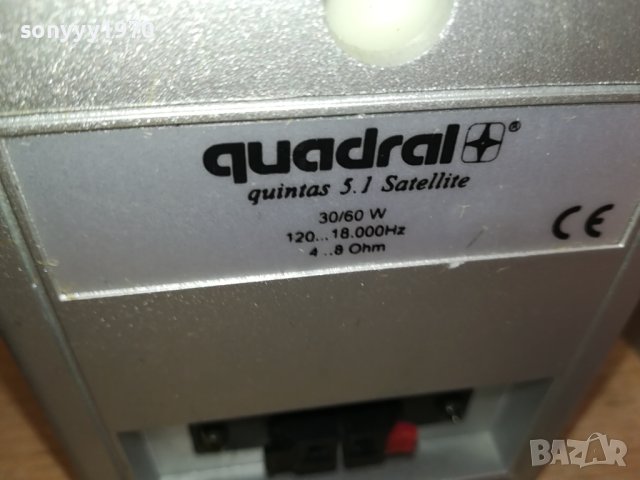 sonyyy1970
quadral®
quintas 5.1 Satellite
30/60 W
120...18.000Hz
4..8 Ohm
CE
BAZAR